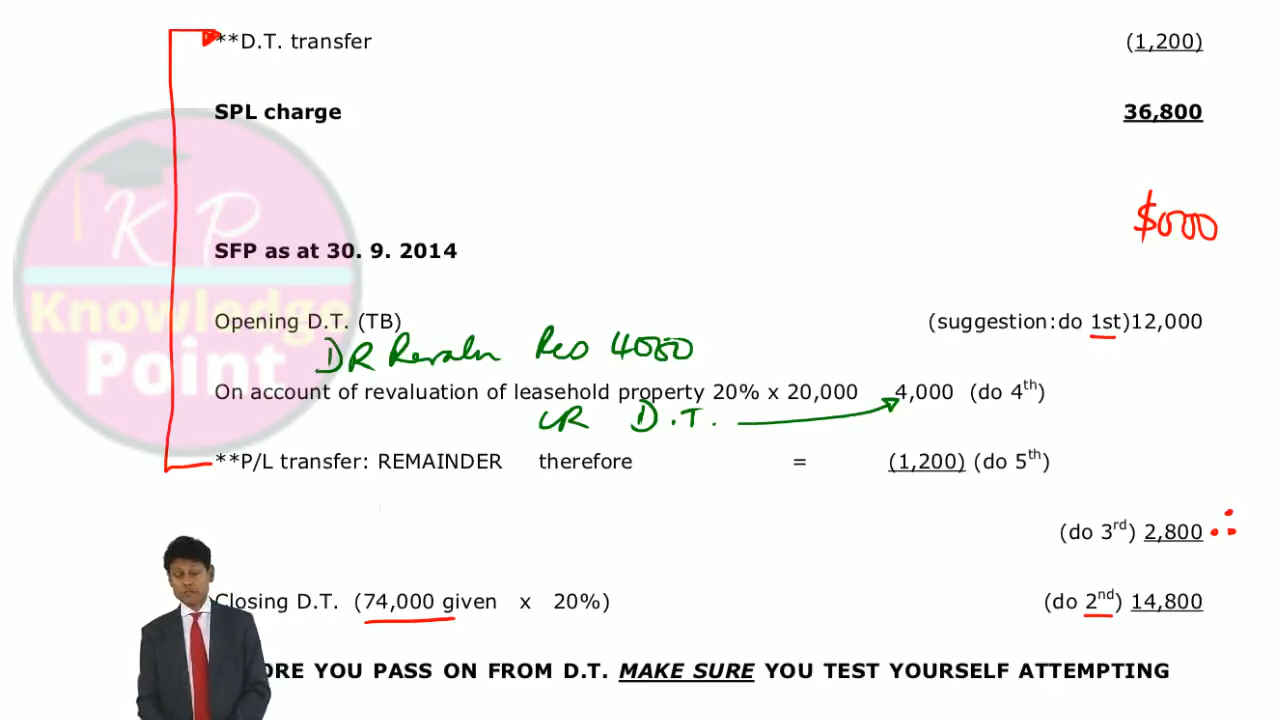 **D.T. transfer (1,200)
SPL charge 36,800
$000
K P
SFP as at 30. 9. 2014
Knowledge
Opening D.T. (TB) (suggestion:do 1st)12,000
DR Revaln Res 4000
Point
On account of revaluation of leasehold property 20% x 20,000 4,000 (do 4th)
CR D.T.
**P/L transfer: REMAINDER therefore = (1,200) (do 5th)
(do 3rd) 2,800 ∴
Closing D.T. (74,000 given x 20%) (do 2nd) 14,800
ORE YOU PASS ON FROM D.T. MAKE SURE YOU TEST YOURSELF ATTEMPTING